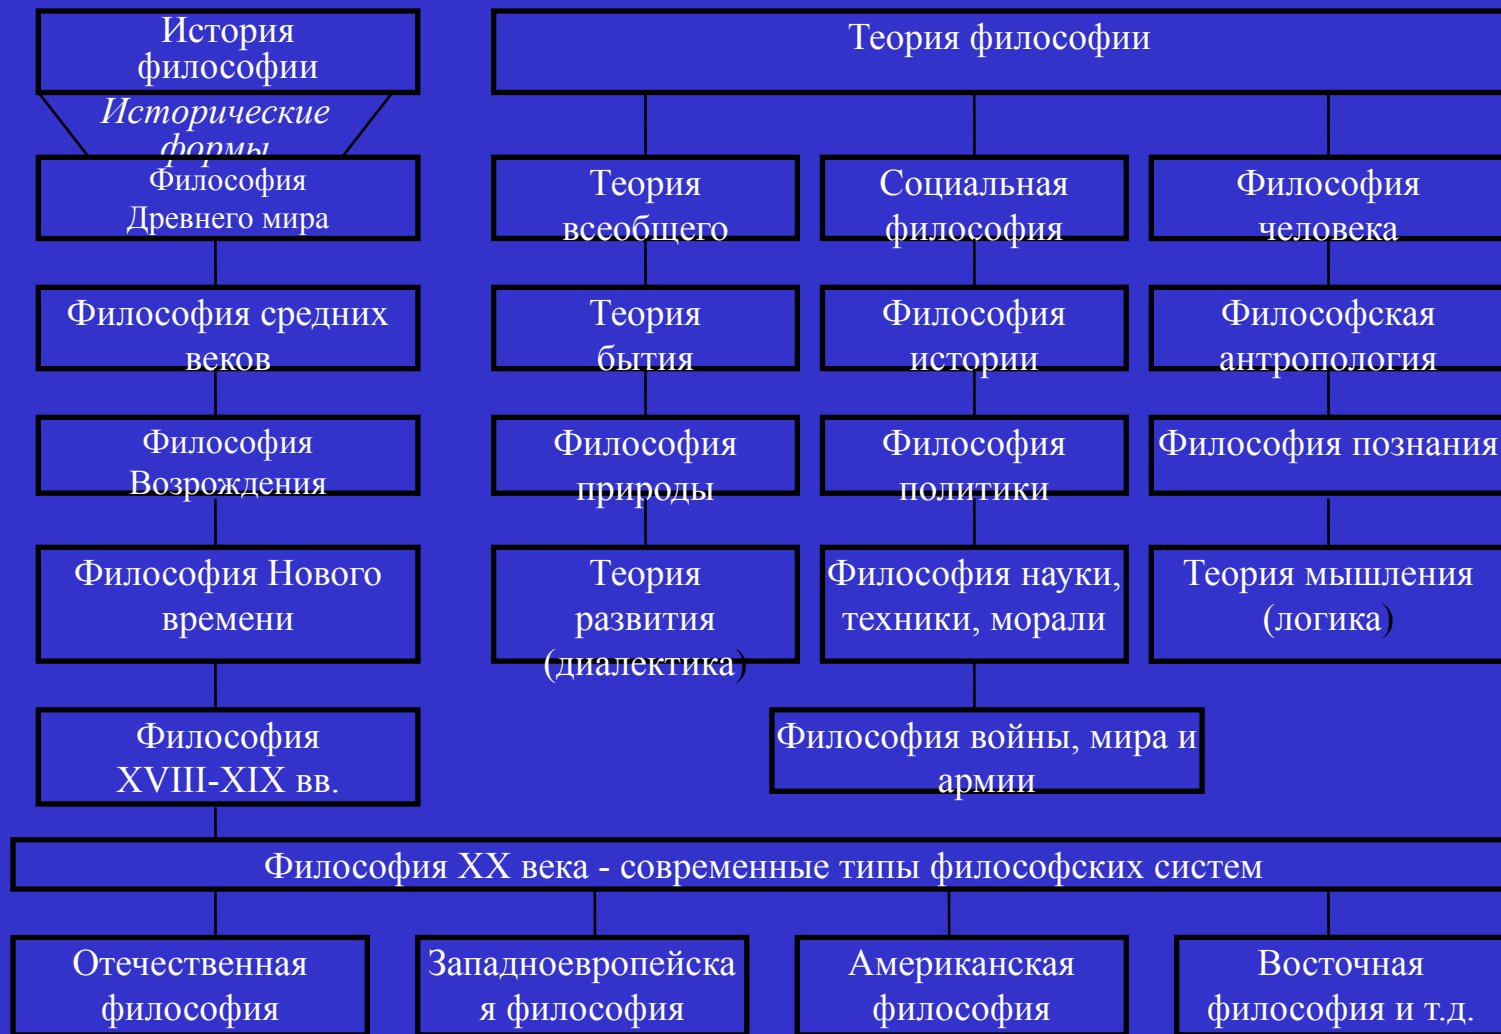 История
философии
Теория философии
Исторические
формы
Философия
Древнего мира
Теория
всеобщего
Социальная
философия
Философия
человека
Философия средних
веков
Теория
бытия
Философия
истории
Философская
антропология
Философия
Возрождения
Философия
природы
Философия
политики
Философия познания
Философия Нового
времени
Теория
развития
(диалектика)
Философия науки,
техники, морали
Теория мышления
(логика)
Философия
XVIII-XIX вв.
Философия войны, мира и
армии
Философия XX века - современные типы философских систем
Отечественная
философия
Западноевропейска
я философия
Американская
философия
Восточная
философия и т.д.